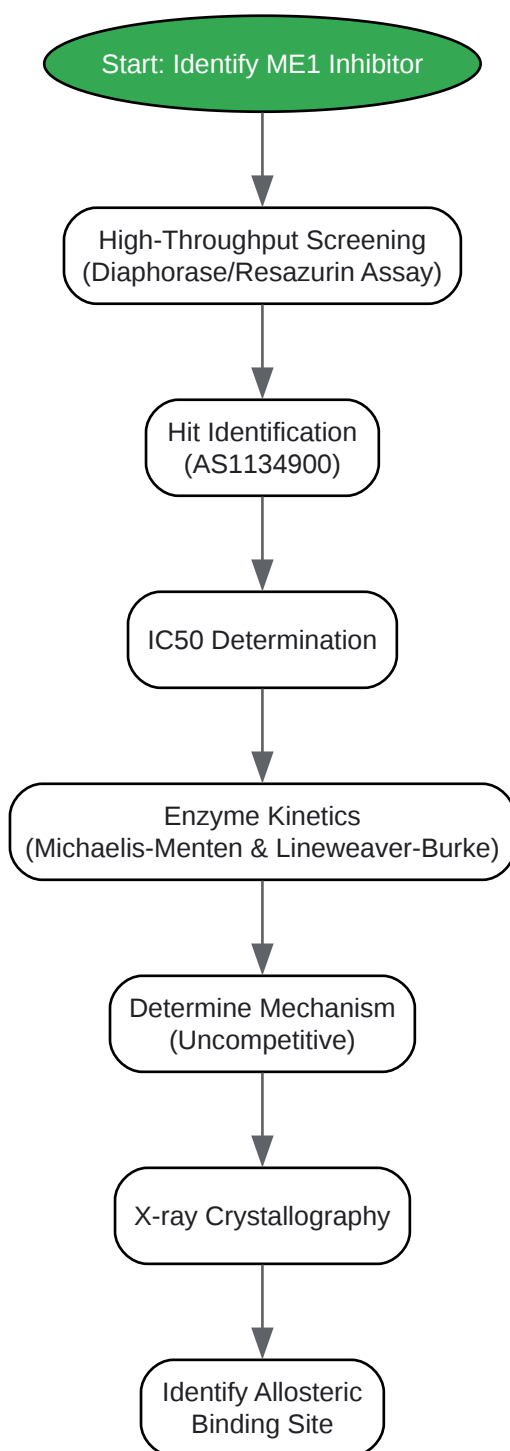 Start: Identify ME1 Inhibitor
High-Throughput Screening
(Diaphorase/Resazurin Assay)
Hit Identification
(AS1134900)
IC50 Determination
Enzyme Kinetics
(Michaelis-Menten & Lineweaver-Burke)
Determine Mechanism
(Uncompetitive)
X-ray Crystallography
Identify Allosteric
Binding Site